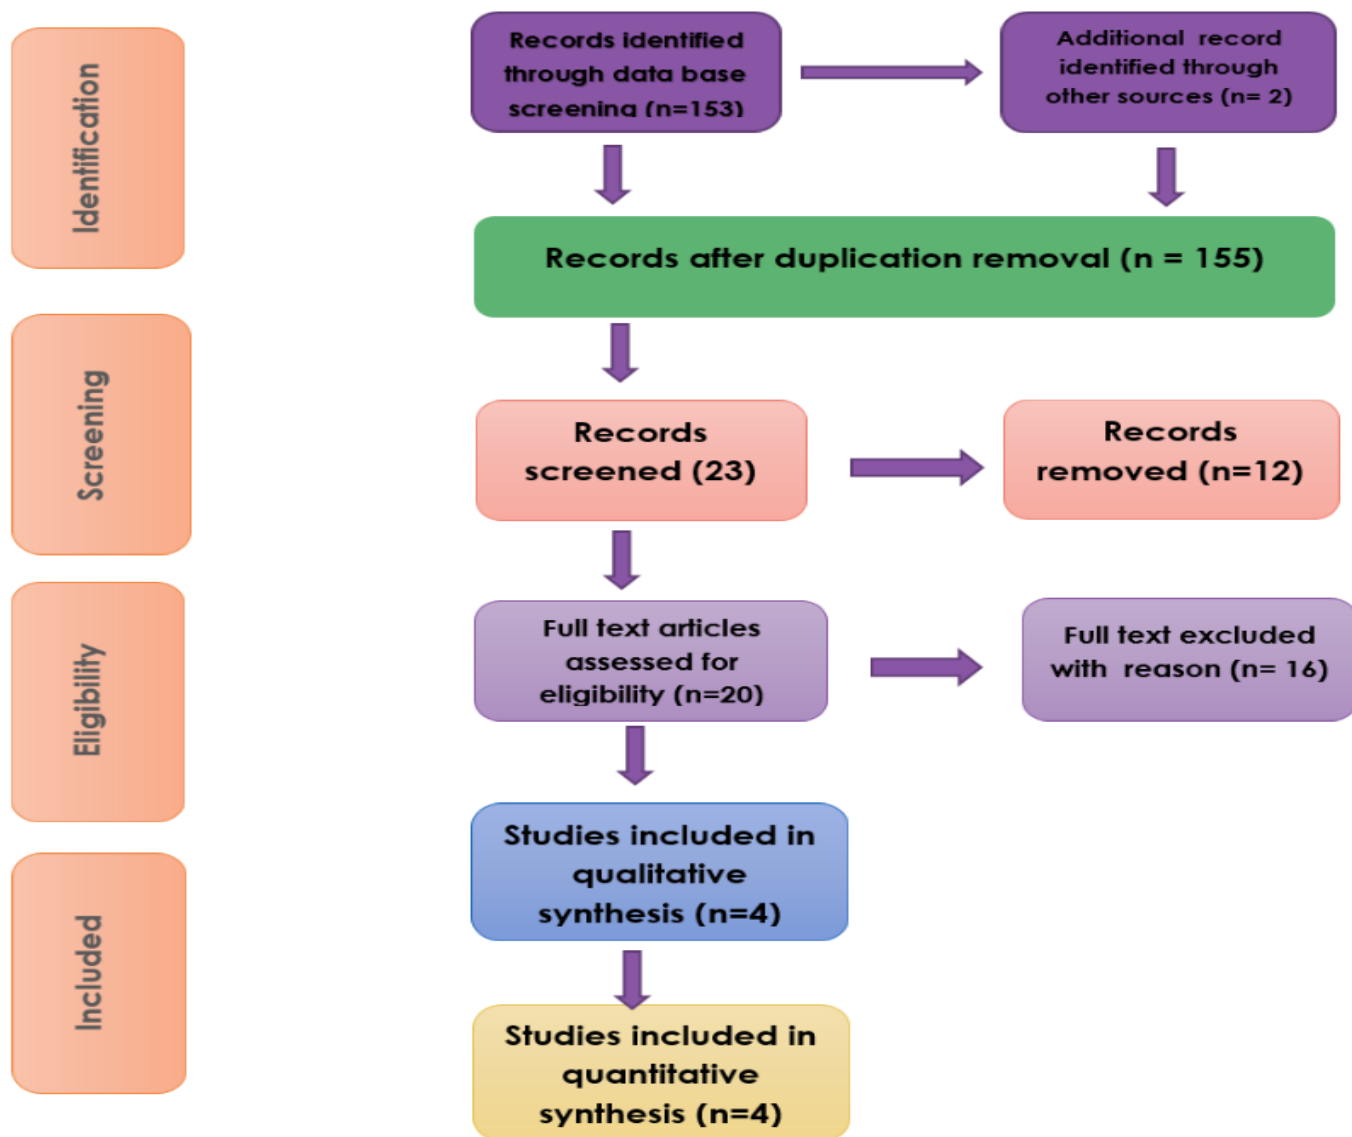 Identification
Records identified
through data base
screening (n=153)
Additional record
identified through
other sources (n= 2)
Records after duplication removal (n = 155)
Screening
Records
screened (23)
Records
removed (n=12)
Eligibility
Full text articles
assessed for
eligibility (n=20)
Full text excluded
with reason (n= 16)
Studies included in
qualitative
synthesis (n=4)
Included
Studies included in
quantitative
synthesis (n=4)